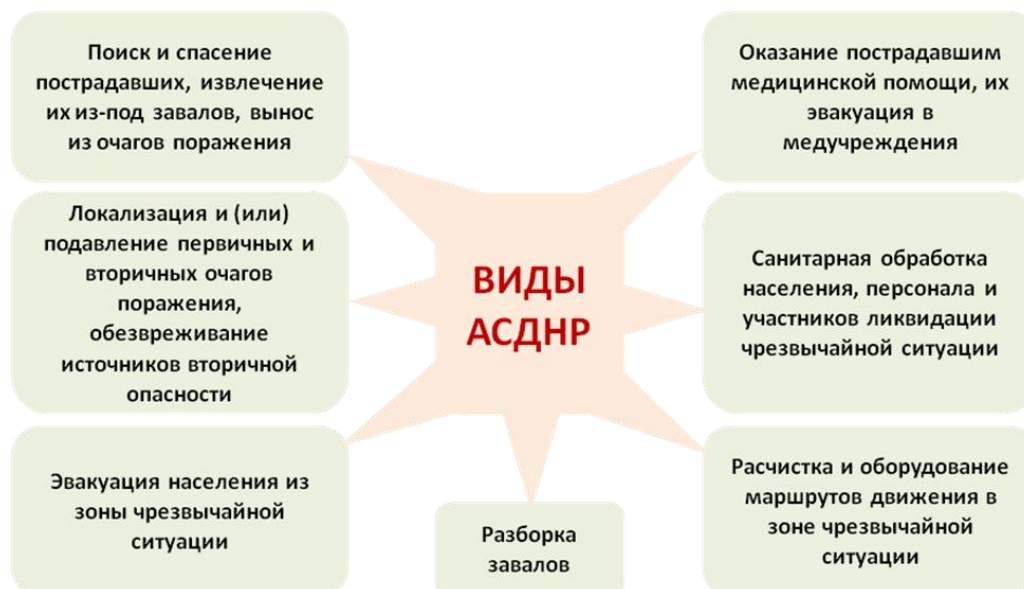 Поиск и спасение
пострадавших, извлечение
их из-под завалов, вынос
из очагов поражения
Оказание пострадавшим
медицинской помощи, их
эвакуация в
медучреждения
Локализация и (или)
подавление первичных и
вторичных очагов
поражения,
обезвреживание
источников вторичной
опасности
ВИДЫ
АСДНР
Санитарная обработка
населения, персонала и
участников ликвидации
чрезвычайной ситуации
Эвакуация населения из
зоны чрезвычайной
ситуации
Разборка
завалов
Расчистка и оборудование
маршрутов движения в
зоне чрезвычайной
ситуации